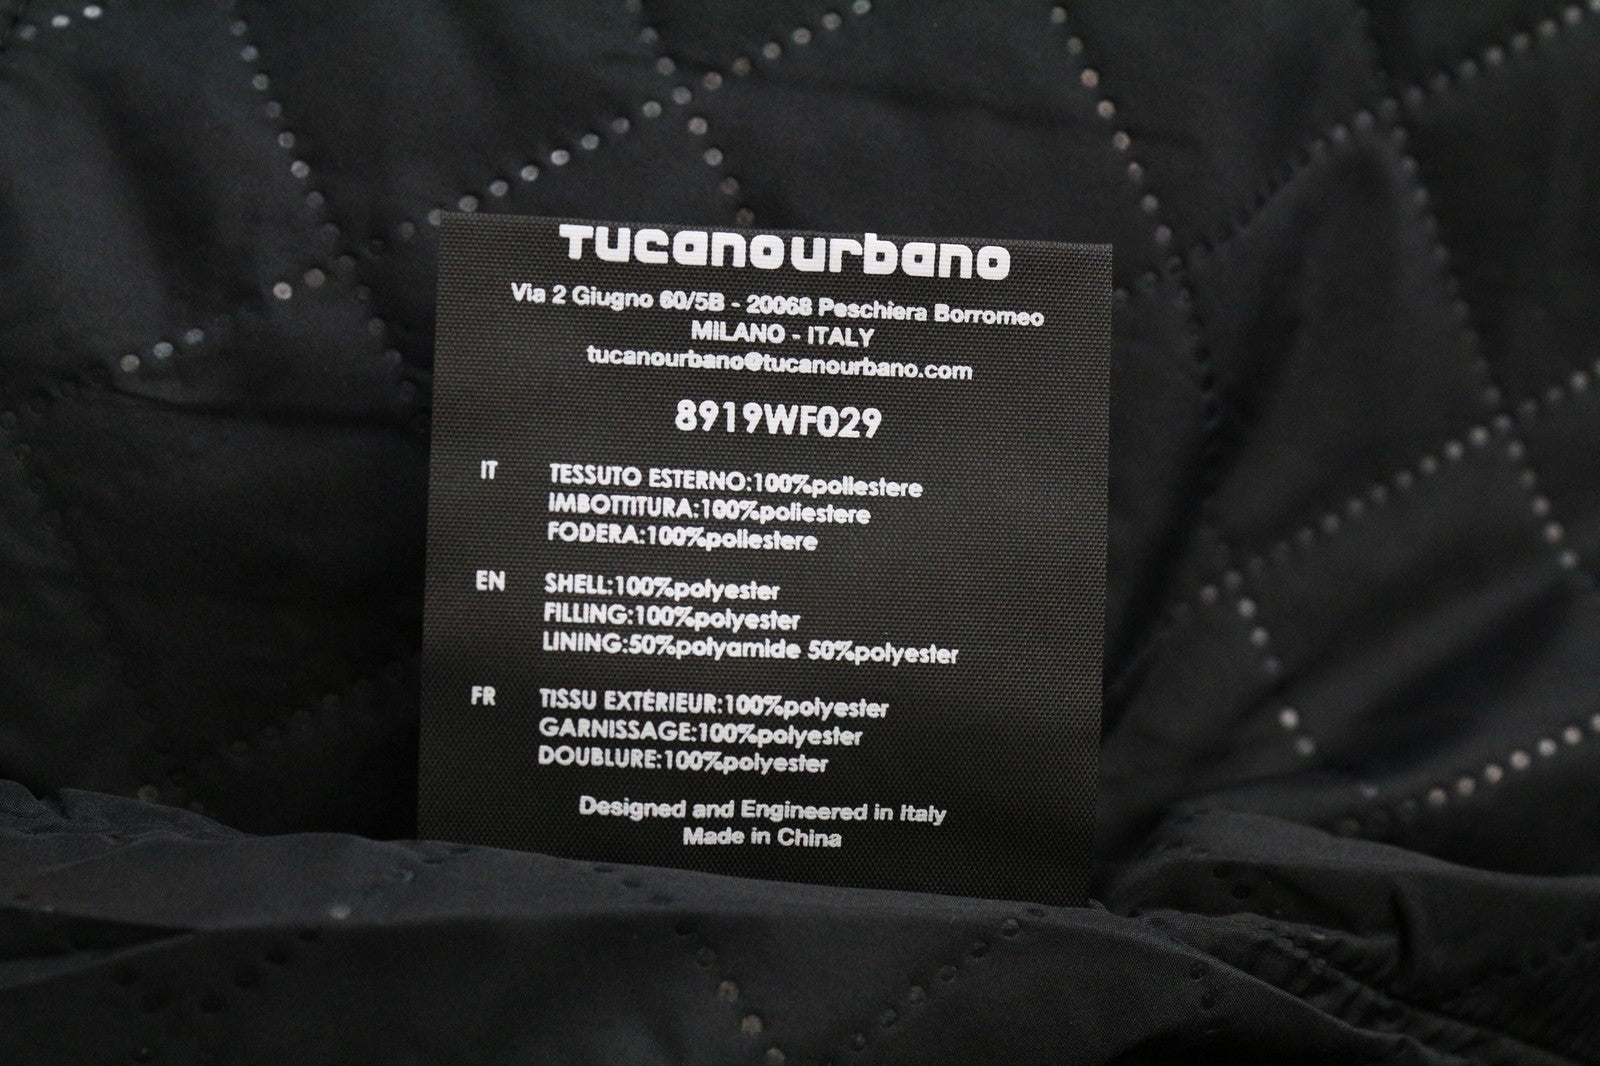 Tucanourbano
Via 2 Giugno 60/5B - 20068 Peschiera Borromeo
MILANO - ITALY
tucanourbano@tucanourbano.com
8919WF029
IT TESSUTO ESTERNO:100%poliestere
IMBOTTITURA:100%poliestere
FODERA:100%poliestere
EN SHELL:100%polyester
FILLING:100%polyester
LINING:50%polyamide 50%polyester
FR TISSU EXTÉRIEUR:100%polyester
GARNISSAGE:100%polyester
DOUBLURE:100%polyester
Designed and Engineered in Italy
Made in China